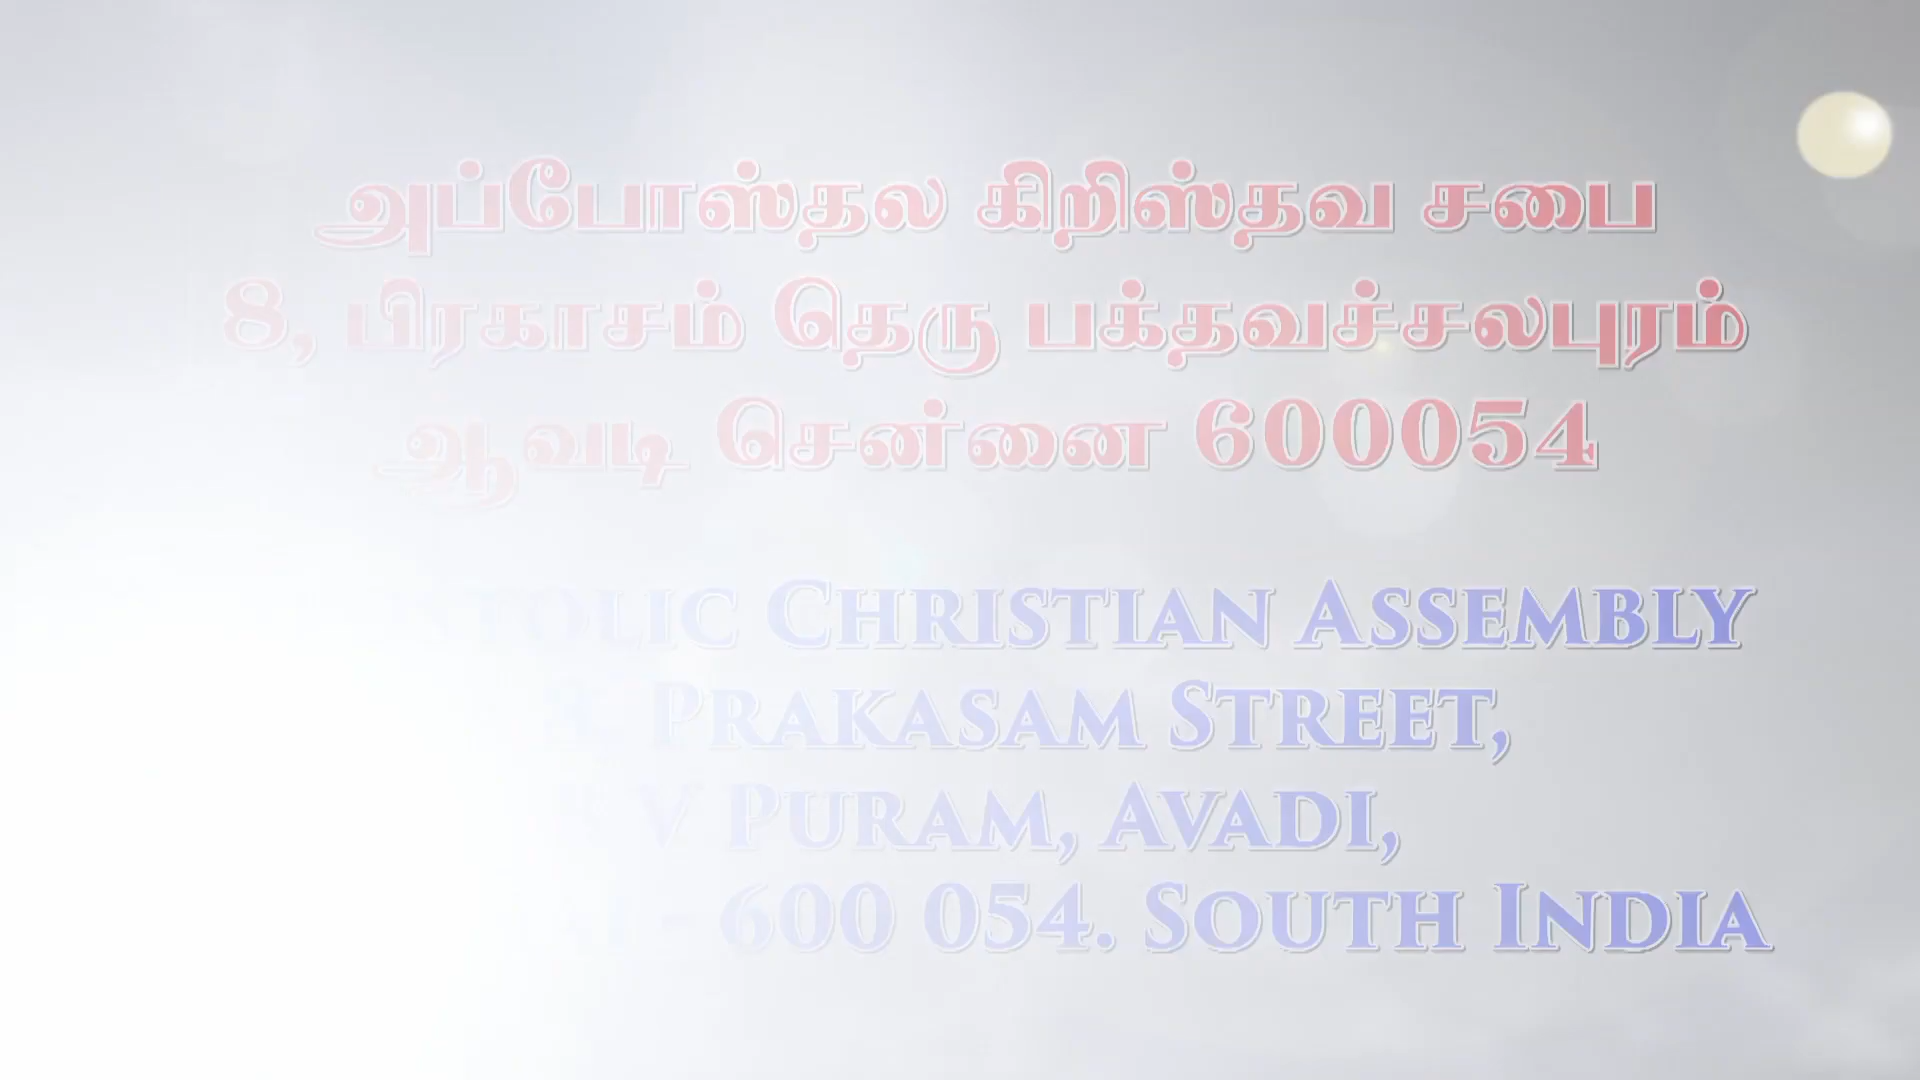 அப்போஸ்தல கிறிஸ்தவ சபை
8, பிரகாசம் தெரு பக்தவச்சலபுரம்
ஆவடி சென்னை 600054
Christian Assembly
8, Prakasam Street,
V Puram, Avadi,
- 600 054. South India